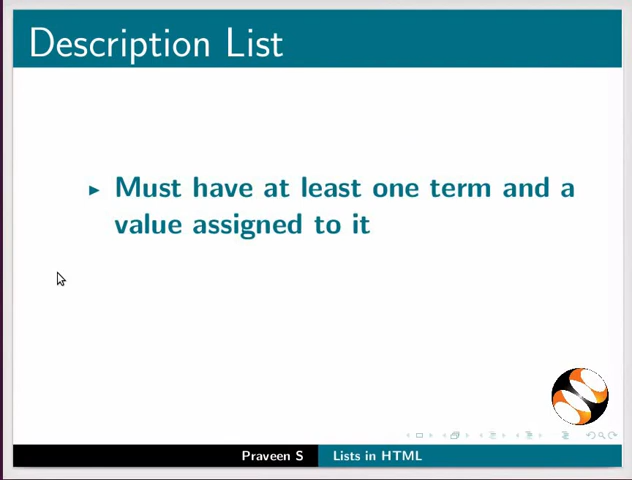 Description List
Must have at least one term and a
value assigned to it
Praveen S
Lists in HTML